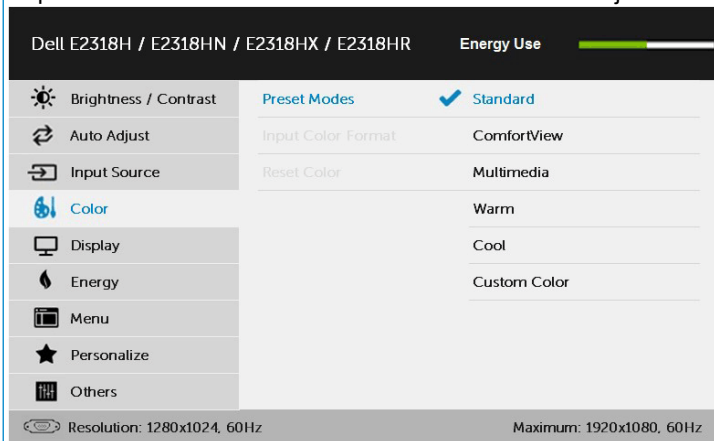 Dell E2318H / E2318HN / E2318HX / E2318HR Energy Use
Brightness / Contrast Preset Modes Standard
Auto Adjust Input Color Format ComfortView
Input Source Reset Color Multimedia
Color Warm
Display Cool
Energy Custom Color
Menu
Personalize
Others
Resolution: 1280x1024, 60Hz Maximum: 1920x1080, 60Hz